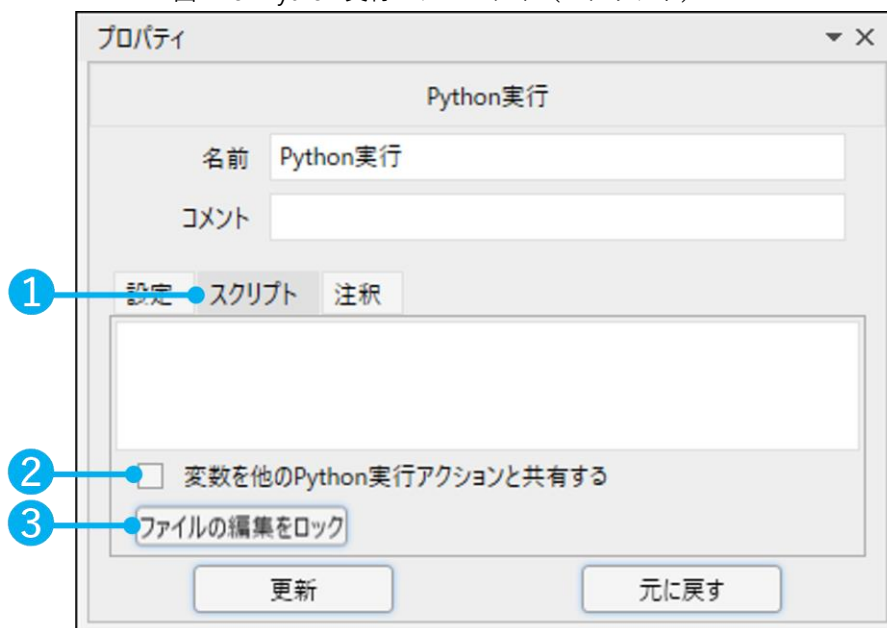 プロパティ
Python実行
名前 Python実行
コメント
1 設定 スクリプト 注釈
2 変数を他のPython実行アクションと共有する
3 ファイルの編集をロック
更新 元に戻す